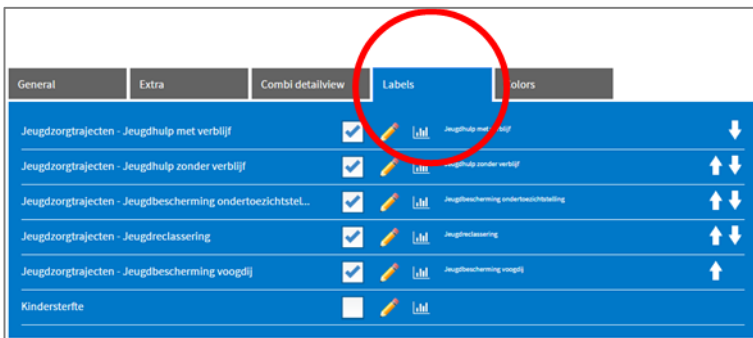 General Extra Combi detailview Labels Colors
Jeugdzorgtrajecten - Jeugdhulp met verblijf Jeugdhulp met verblijf
Jeugdzorgtrajecten - Jeugdhulp zonder verblijf Jeugdhulp zonder verblijf
Jeugdzorgtrajecten - Jeugdbescherming ondertoezichtstel... Jeugdbescherming ondertoezichtstelling
Jeugdzorgtrajecten - Jeugdreclassering Jeugdreclassering
Jeugdzorgtrajecten - Jeugdbescherming voogdij Jeugdbescherming voogdij
Kindersterfte